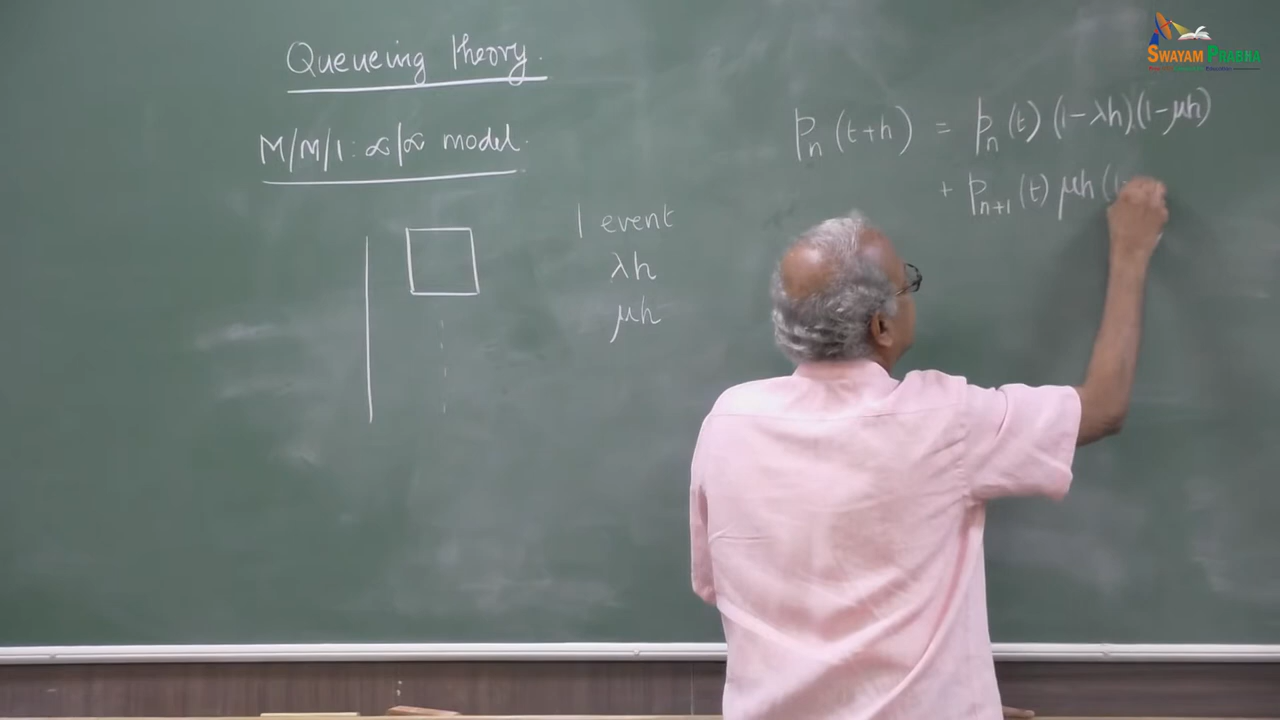 Queueing theory.
M/M/1: ∝/∝ model.
1 event
λh
μh
pₙ(t+h) = pₙ(t)(1-λh)(1-μh)
+ pₙ₊₁(t) μh (1-
SWAYAM PRABHA